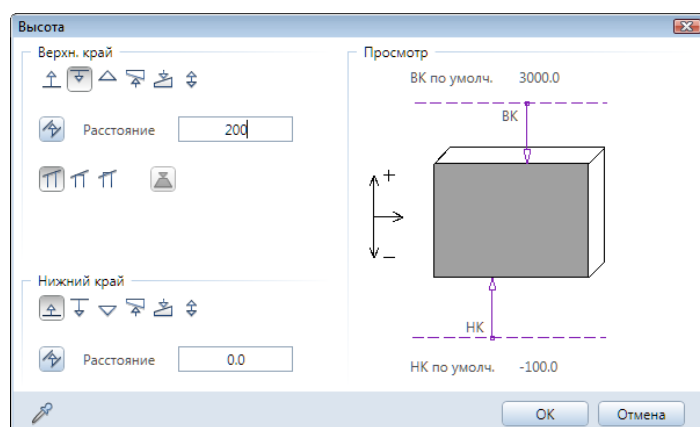 Высота
Верхн. край
Расстояние 200
Нижний край
Расстояние 0.0
Просмотр
ВК по умолч. 3000.0
ВК
+
−
НК
НК по умолч. -100.0
ОК
Отмена